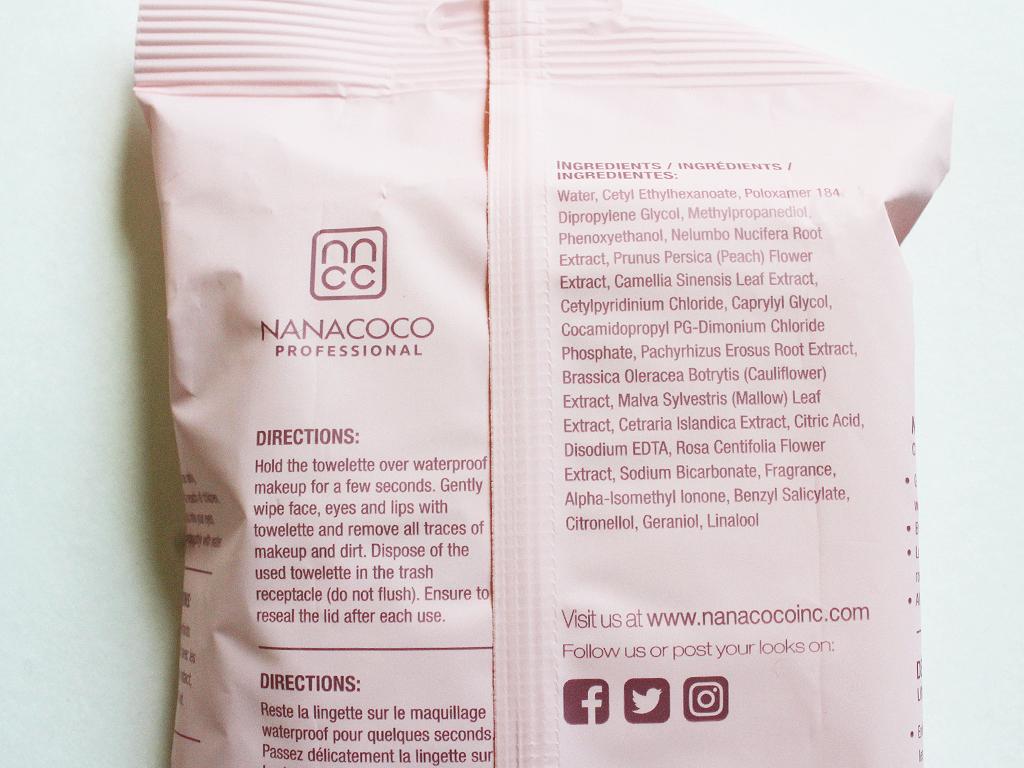 nn
cc
NANACOCO
PROFESSIONAL
DIRECTIONS:
Hold the towelette over waterproof
makeup for a few seconds. Gently
wipe face, eyes and lips with
towelette and remove all traces of
makeup and dirt. Dispose of the
used towelette in the trash
receptacle (do not flush). Ensure to
reseal the lid after each use.
DIRECTIONS:
Reste la lingette sur le maquillage
waterproof pour quelques seconds.
Passez délicatement la lingette sur
INGREDIENTS / INGRÉDIENTS /
INGREDIENTES:
Water, Cetyl Ethylhexanoate, Poloxamer 184,
Dipropylene Glycol, Methylpropanediol,
Phenoxyethanol, Nelumbo Nucifera Root
Extract, Prunus Persica (Peach) Flower
Extract, Camellia Sinensis Leaf Extract,
Cetylpyridinium Chloride, Caprylyl Glycol,
Cocamidopropyl PG-Dimonium Chloride
Phosphate, Pachyrhizus Erosus Root Extract,
Brassica Oleracea Botrytis (Cauliflower)
Extract, Malva Sylvestris (Mallow) Leaf
Extract, Cetraria Islandica Extract, Citric Acid,
Disodium EDTA, Rosa Centifolia Flower
Extract, Sodium Bicarbonate, Fragrance,
Alpha-Isomethyl Ionone, Benzyl Salicylate,
Citronellol, Geraniol, Linalool
Visit us at www.nanacocoinc.com
Follow us or post your looks on: